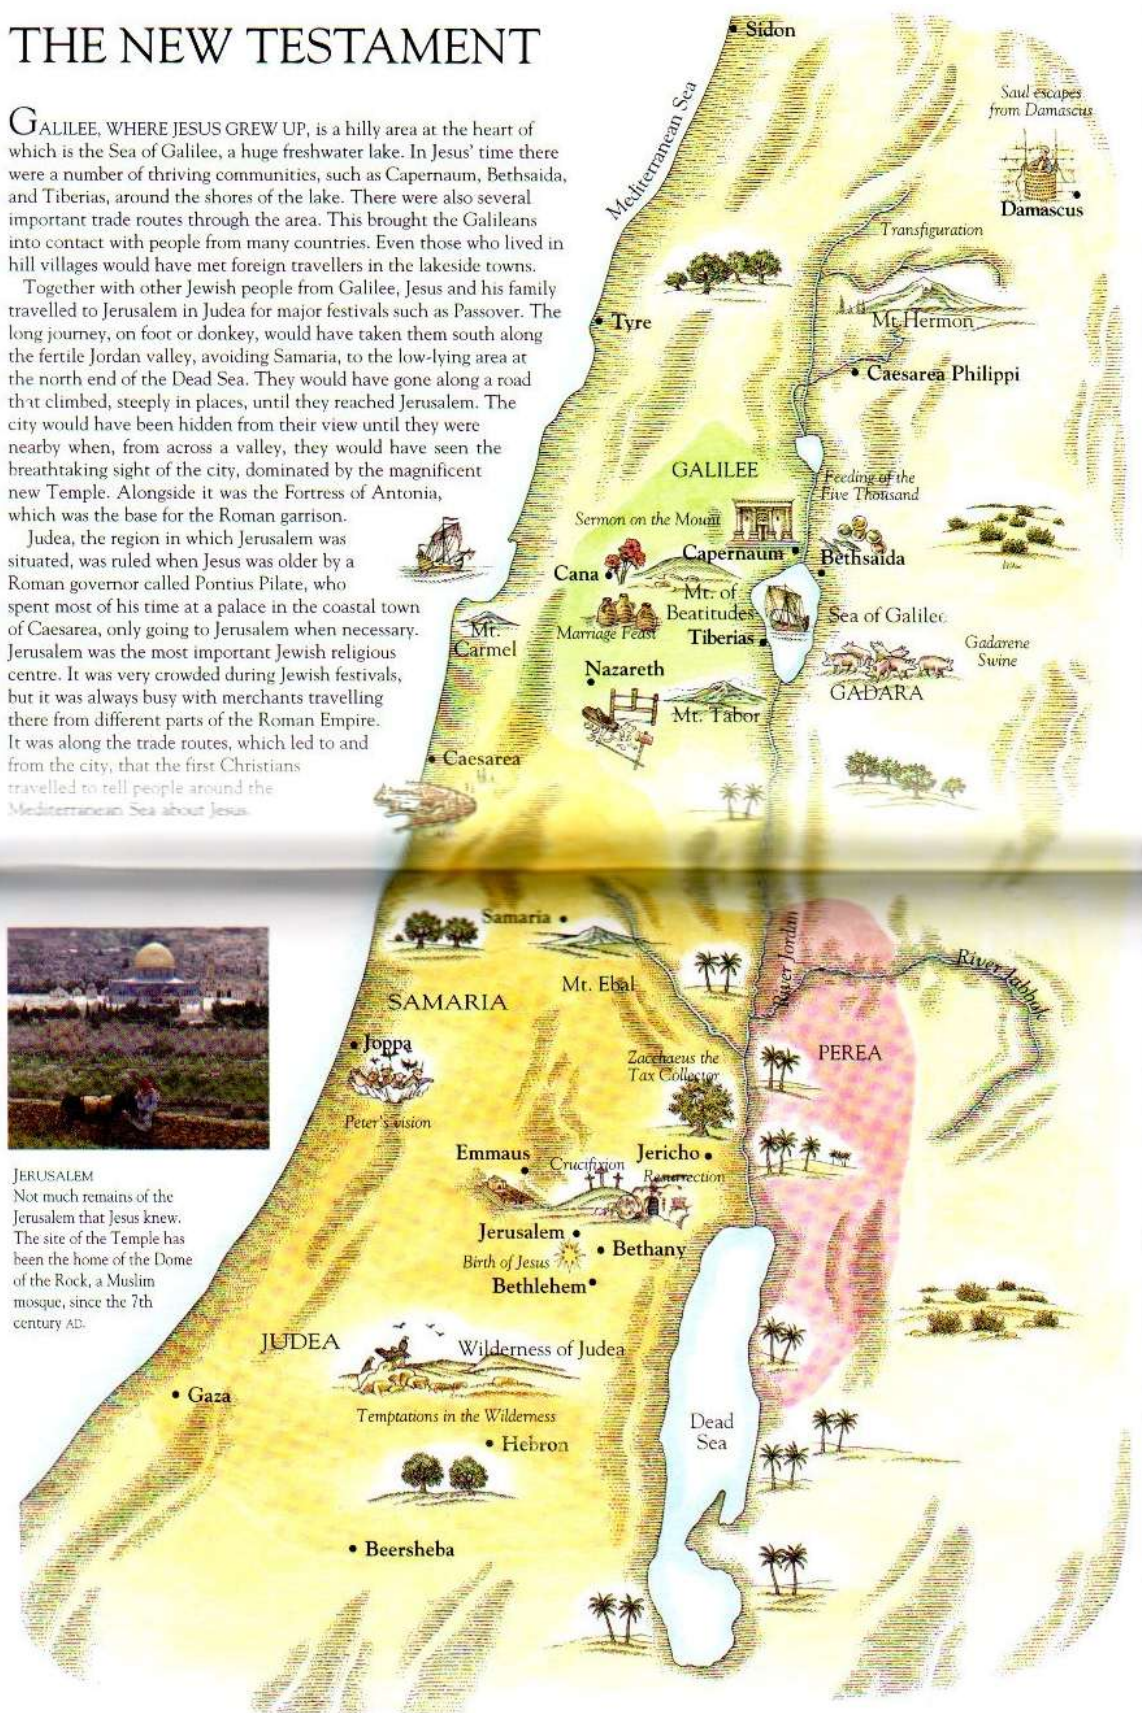 THE NEW TESTAMENT
GALILEE, WHERE JESUS GREW UP, is a hilly area at the heart of
which is the Sea of Galilee, a huge freshwater lake. In Jesus' time there
were a number of thriving communities, such as Capernaum, Bethsaida,
and Tiberias, around the shores of the lake. There were also several
important trade routes through the area. This brought the Galileans
into contact with people from many countries. Even those who lived in
hill villages would have met foreign travellers in the lakeside towns.
Together with other Jewish people from Galilee, Jesus and his family
travelled to Jerusalem in Judea for major festivals such as Passover. The
long journey, on foot or donkey, would have taken them south along
the fertile Jordan valley, avoiding Samaria, to the low-lying area at
the north end of the Dead Sea. They would have gone along a road
that climbed, steeply in places, until they reached Jerusalem. The
city would have been hidden from their view until they were
nearby when, from across a valley, they would have seen the
breathtaking sight of the city, dominated by the magnificent
new Temple. Alongside it was the Fortress of Antonia,
which was the base for the Roman garrison.
Judea, the region in which Jerusalem was
situated, was ruled when Jesus was older by a
Roman governor called Pontius Pilate, who
spent most of his time at a palace in the coastal town
of Caesarea, only going to Jerusalem when necessary.
Jerusalem was the most important Jewish religious
centre. It was very crowded during Jewish festivals,
but it was always busy with merchants travelling
there from different parts of the Roman Empire.
It was along the trade routes, which led to and
from the city, that the first Christians
travelled to tell people around the
Mediterranean Sea about Jesus.
JERUSALEM
Not much remains of the
Jerusalem that Jesus knew.
The site of the Temple has
been the home of the Dome
of the Rock, a Muslim
mosque, since the 7th
century AD.
Sidon
Mediterranean Sea
Saul escapes
from Damascus
Damascus
Transfiguration
Tyre
Mt. Hermon
Caesarea Philippi
GALILEE
Feeding of the
Five Thousand
Sermon on the Mount
Capernaum
Bethsaida
Cana
Mt. of
Beatitudes
Sea of Galilee
Marriage Feast
Tiberias
Mt.
Carmel
Gadarene
Swine
Nazareth
GADARA
Mt. Tabor
Caesarea
Samaria
River Jordan
River Jabbok
Mt. Ebal
SAMARIA
Joppa
Zacchaeus the
Tax Collector
PEREA
Peter's vision
Emmaus
Crucifixion
Jericho
Resurrection
Jerusalem
Bethany
Birth of Jesus
Bethlehem
JUDEA
Wilderness of Judea
Gaza
Temptations in the Wilderness
Dead
Sea
Hebron
Beersheba